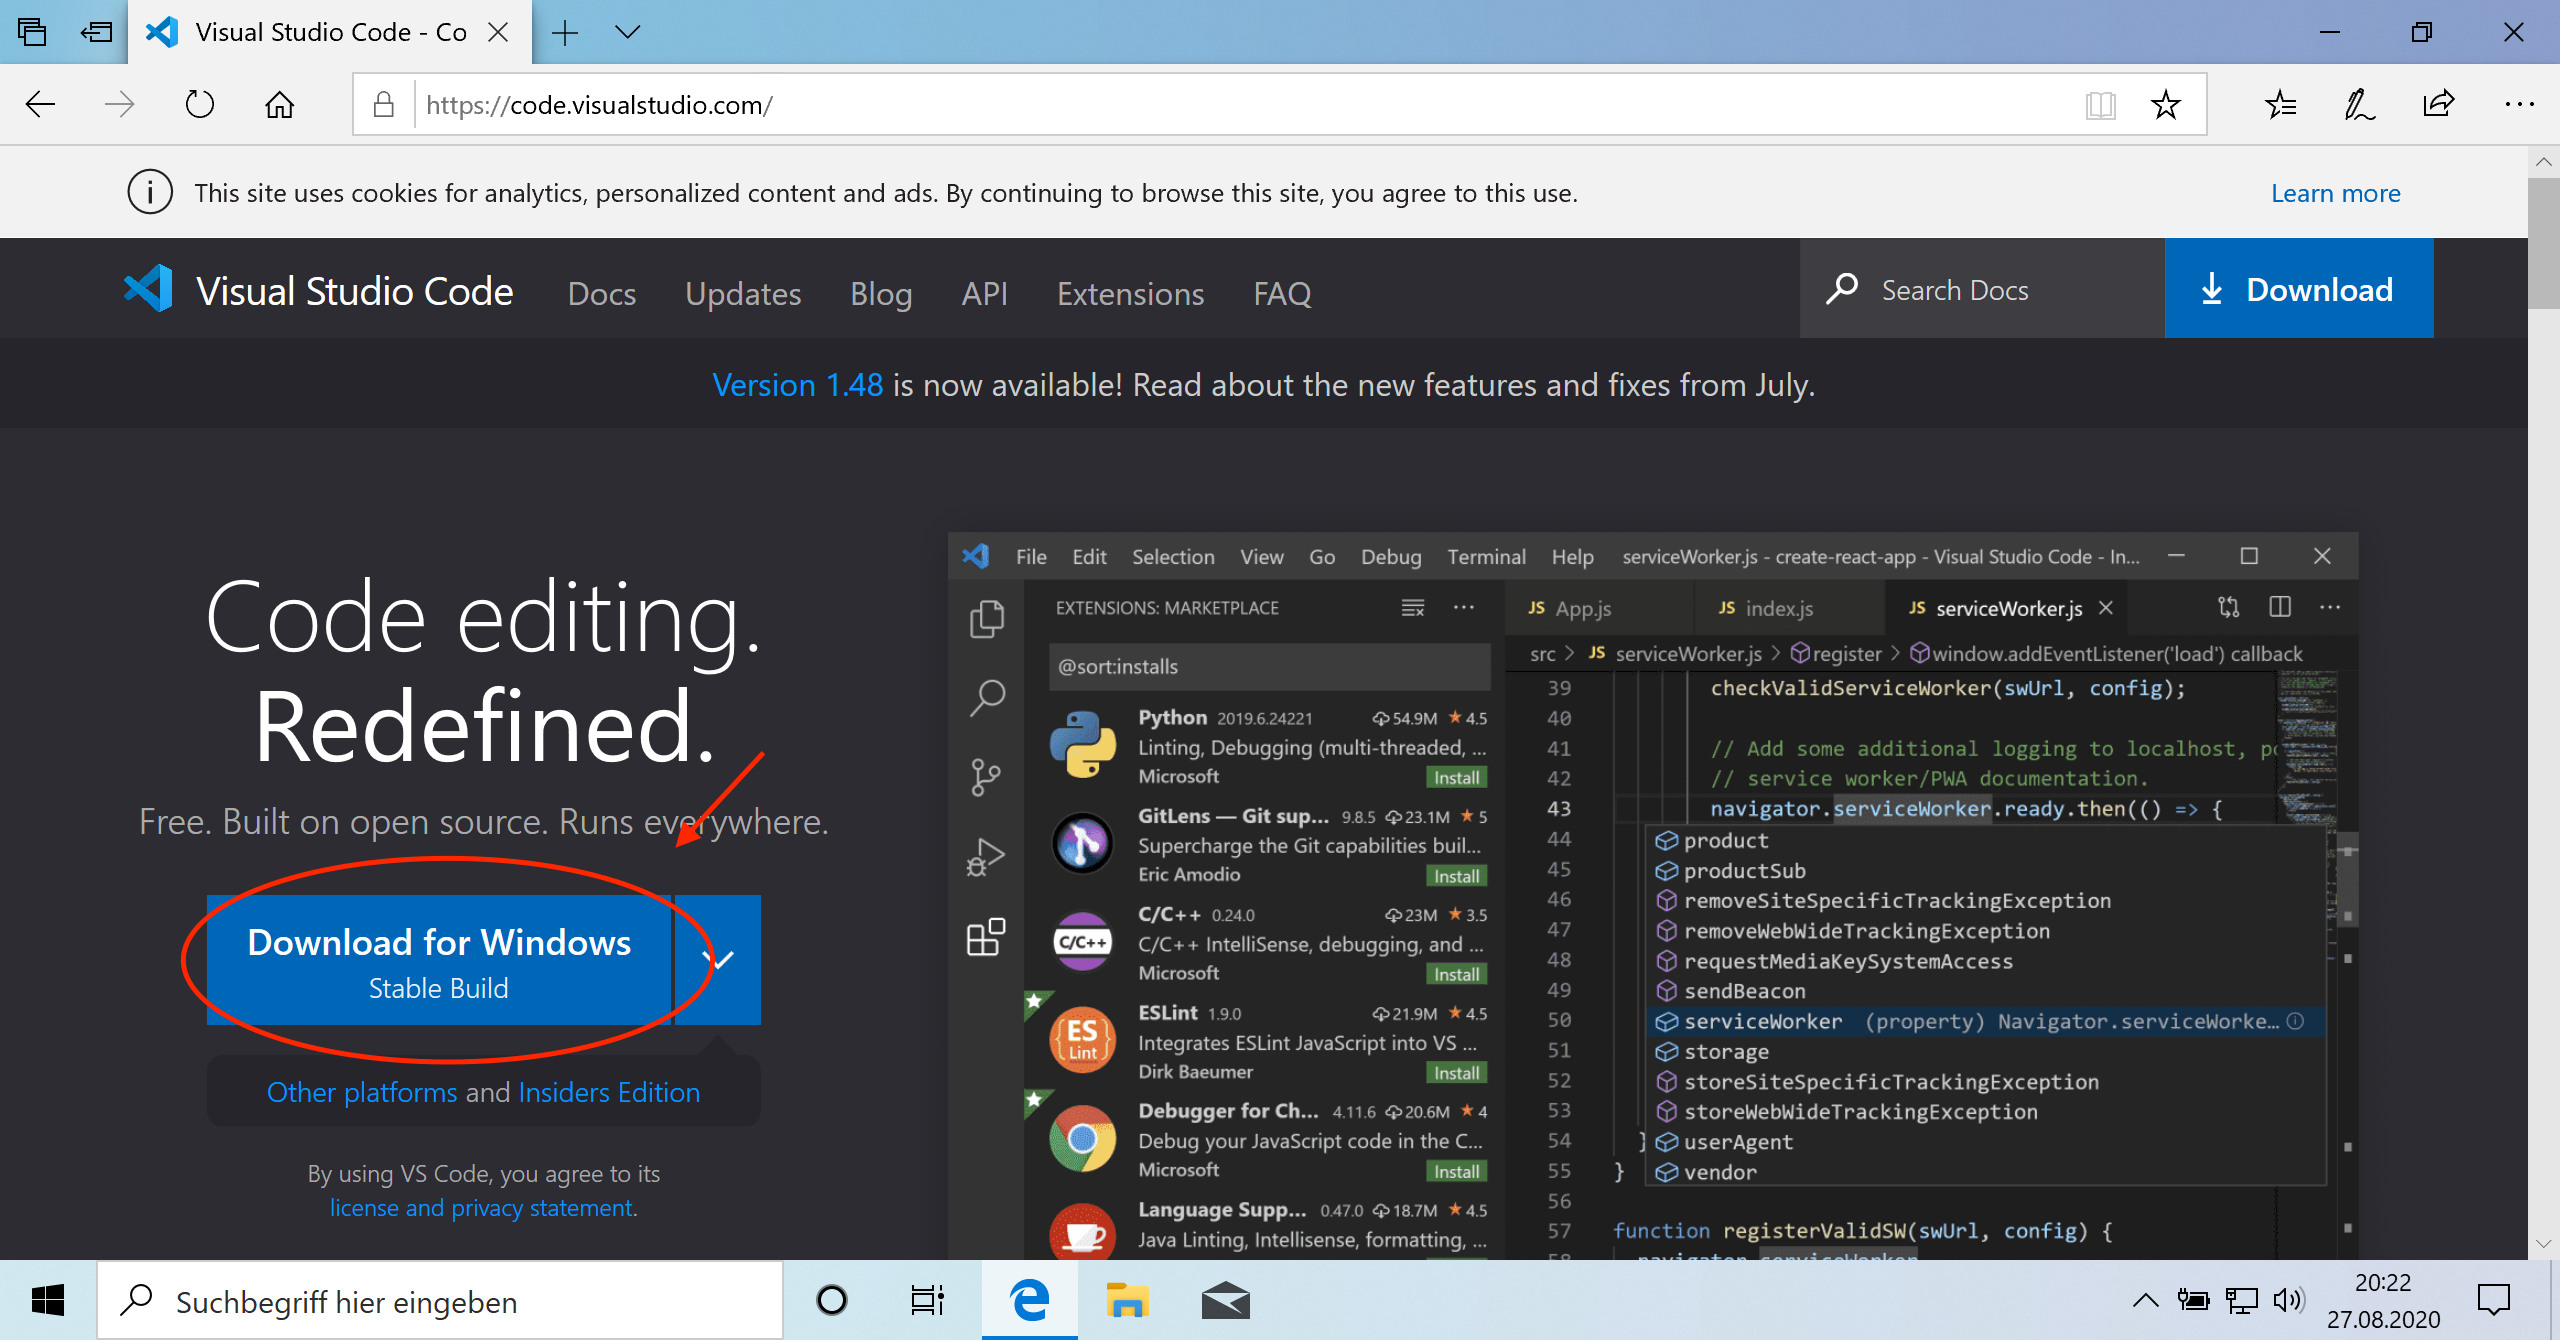 Visual Studio Code - Co
https://code.visualstudio.com/
This site uses cookies for analytics, personalized content and ads. By continuing to browse this site, you agree to this use.
Learn more
Visual Studio Code
Docs
Updates
Blog
API
Extensions
FAQ
Search Docs
Download
Version 1.48 is now available! Read about the new features and fixes from July.
Code editing.
Redefined.
Free. Built on open source. Runs everywhere.
Download for Windows
Stable Build
Other platforms and Insiders Edition
By using VS Code, you agree to its
license and privacy statement.
File Edit Selection View Go Debug Terminal Help serviceWorker.js - create-react-app - Visual Studio Code - In...
EXTENSIONS: MARKETPLACE
@sort:installs
Python 2019.6.24221 54.9M 4.5
Linting, Debugging (multi-threaded, ...
Microsoft Install
GitLens — Git sup... 9.8.5 23.1M 5
Supercharge the Git capabilities buil...
Eric Amodio Install
C/C++
C/C++ 0.24.0 23M 3.5
C/C++ IntelliSense, debugging, and ...
Microsoft Install
ES
Lint
ESLint 1.9.0 21.9M 4.5
Integrates ESLint JavaScript into VS ...
Dirk Baeumer Install
Debugger for Ch... 4.11.6 20.6M 4
Debug your JavaScript code in the C...
Microsoft Install
Language Supp... 0.47.0 18.7M 4.5
Java Linting, Intellisense, formatting, ...
JS App.js JS index.js JS serviceWorker.js
src > JS serviceWorker.js > register > window.addEventListener('load') callback
39 checkValidServiceWorker(swUrl, config);
40
41 // Add some additional logging to localhost, po
42 // service worker/PWA documentation.
43 navigator.serviceWorker.ready.then(() => {
44 product
45 productSub
46 removeSiteSpecificTrackingException
47 removeWebWideTrackingException
48 requestMediaKeySystemAccess
49 sendBeacon
50 serviceWorker (property) Navigator.serviceWorke...
51 storage
52 storeSiteSpecificTrackingException
53 storeWebWideTrackingException
54 } userAgent
55 } vendor
56
57 function registerValidSW(swUrl, config) {
58 navigator.serviceWorker
Suchbegriff hier eingeben
20:22
27.08.2020